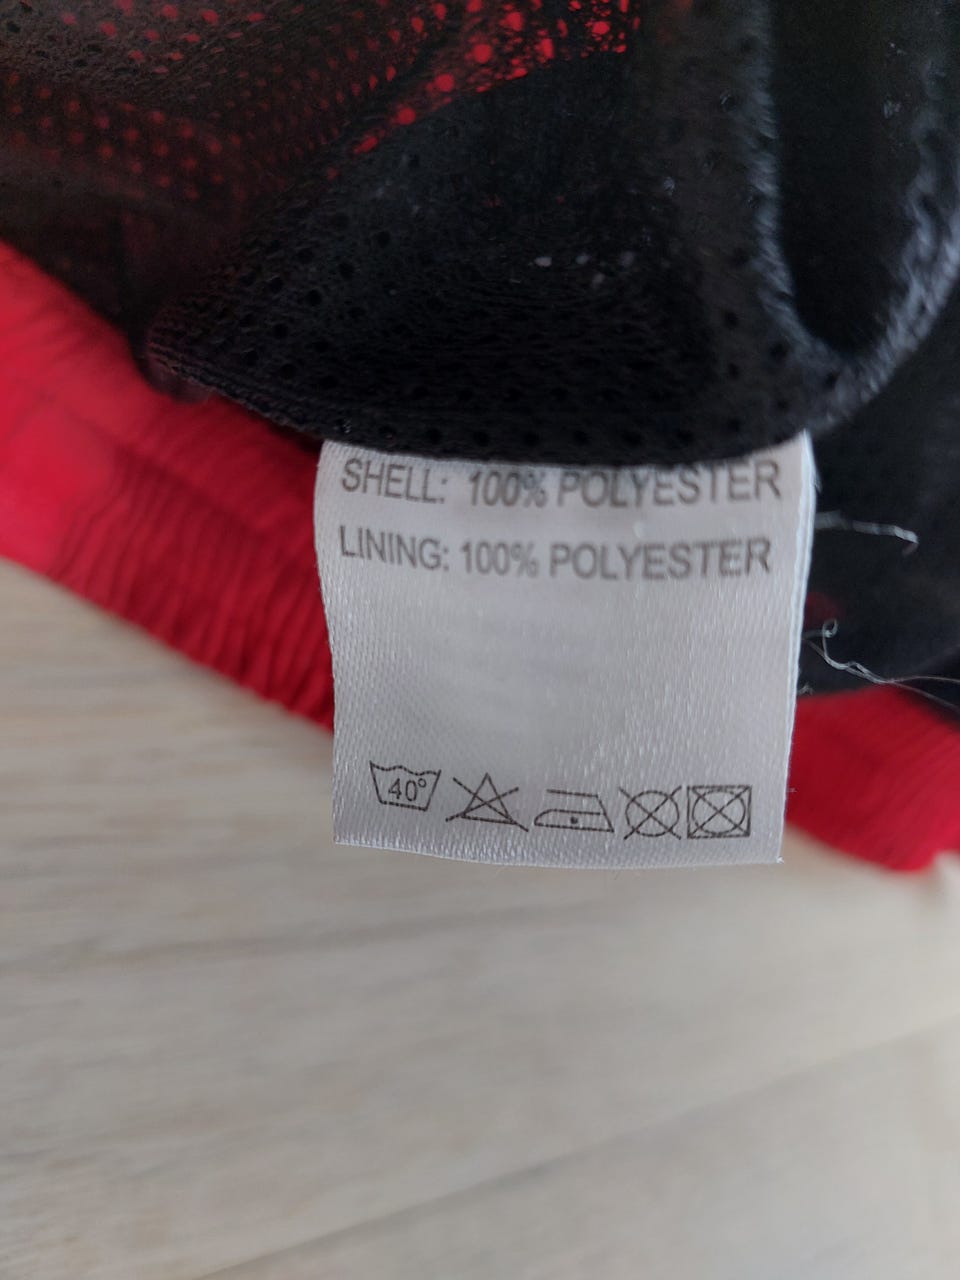 SHELL: 100% POLYESTER
LINING: 100% POLYESTER
40°